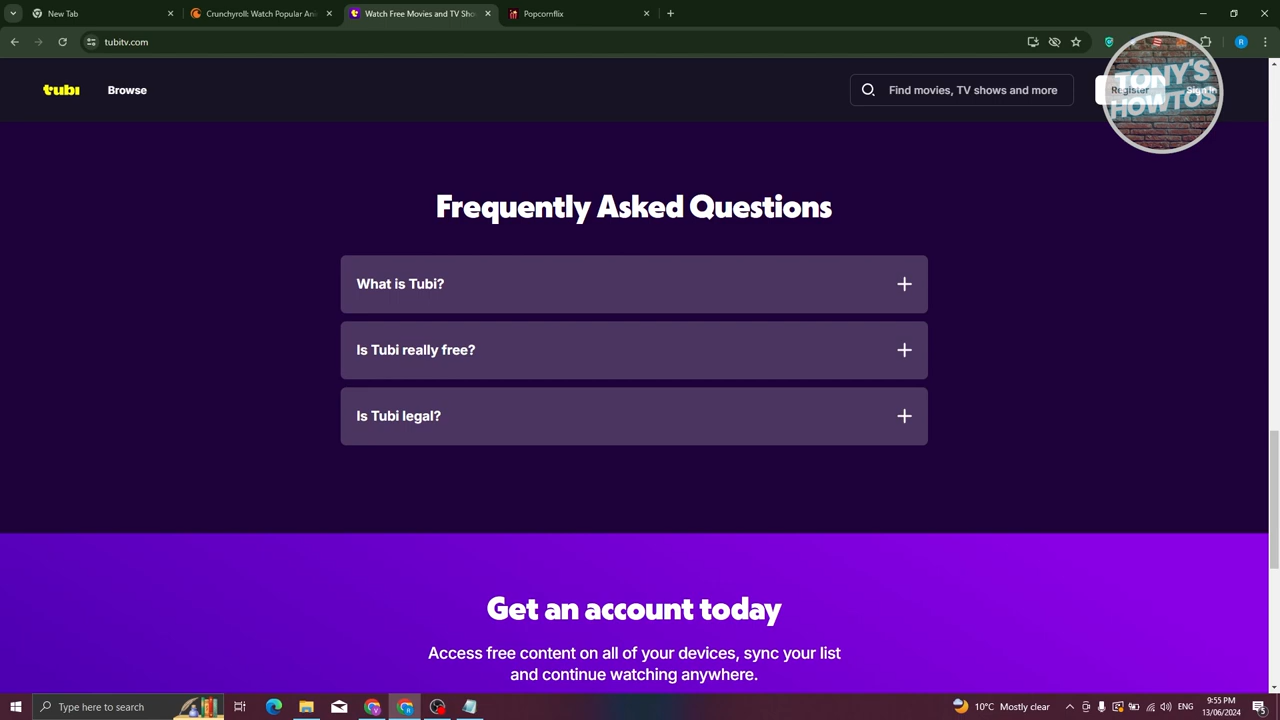 New Tab
Crunchyroll: Watch Popular Ani
Watch Free Movies and TV Sho
Popcornflix
tubitv.com
R
tubi
Browse
Find movies, TV shows and more
Register
Sign In
TONY'S
HOWTOS
Frequently Asked Questions
What is Tubi?
Is Tubi really free?
Is Tubi legal?
Get an account today
Access free content on all of your devices, sync your list
and continue watching anywhere.
Type here to search
10°C Mostly clear
ENG
9:55 PM
13/06/2024